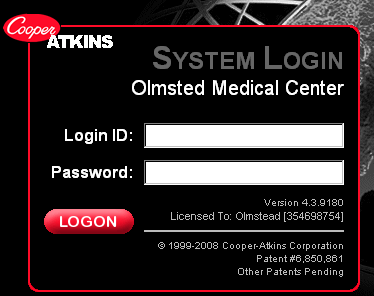 Cooper
ATKINS
SYSTEM LOGIN
Olmsted Medical Center
Login ID:
Password:
LOGON
Version 4.3.9180
Licensed To: Olmstead [354698754]
© 1999-2008 Cooper-Atkins Corporation
Patent #6,850,861
Other Patents Pending